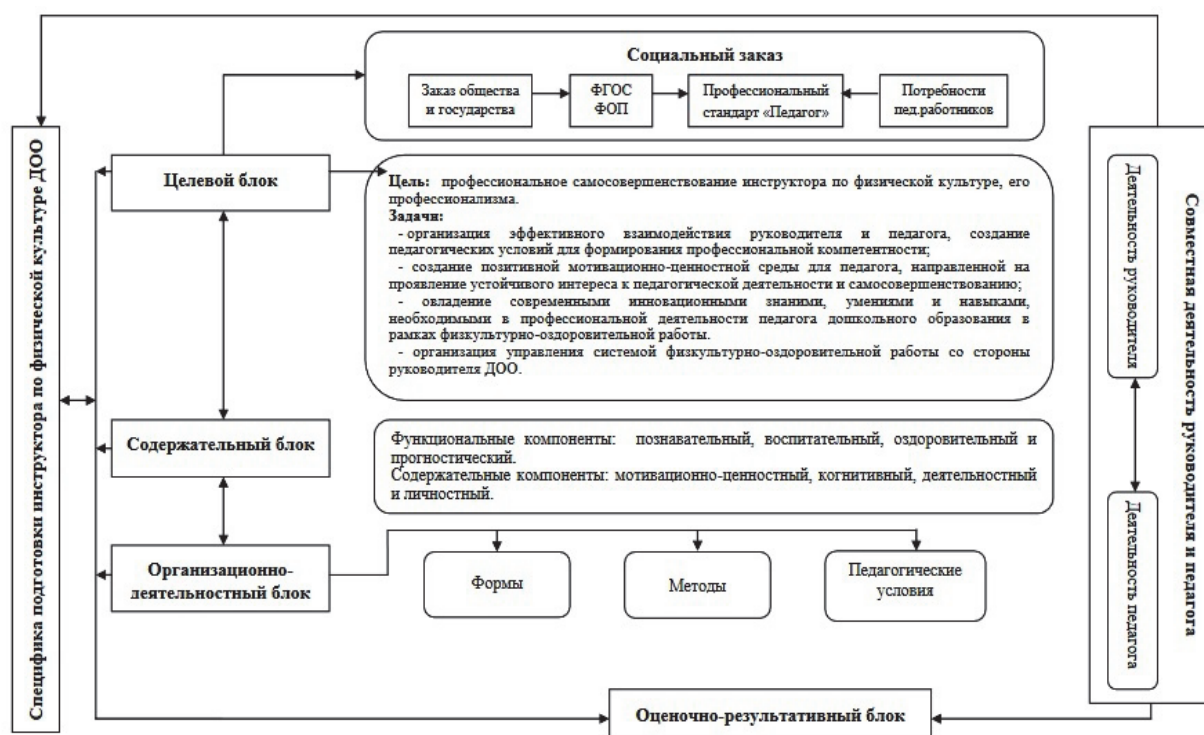 Социальный заказ
Заказ общества
и государства
ФГОС
ФОП
Профессиональный
стандарт «Педагог»
Потребности
пед.работников
Специфика подготовки инструктора по физической культуре ДОО
Целевой блок
Цель: профессиональное самосовершенствование инструктора по физической культуре, его
профессионализма.
Задачи:
- организация эффективного взаимодействия руководителя и педагога, создание
педагогических условий для формирования профессиональной компетентности;
- создание позитивной мотивационно-ценностной среды для педагога, направленной на
проявление устойчивого интереса к педагогической деятельности и самосовершенствованию;
- овладение современными инновационными знаними, умениями и навыками,
необходимыми в профессиональной деятельности педагога дошкольного образования в
рамках физкультурно-оздоровительной работы.
- организация управления системой физкультурно-оздоровительной работы со стороны
руководителя ДОО.
Содержательный блок
Функциональные компоненты: познавательный, воспитательный, оздоровительный и
прогностический.
Содержательные компоненты: мотивационно-ценностный, когнитивный, деятельностный
и личностный.
Организационно-
деятельностный блок
Формы
Методы
Педагогические
условия
Оценочно-результативный блок
Деятельность руководителя
Деятельность педагога
Совместная деятельность руководителя и педагога